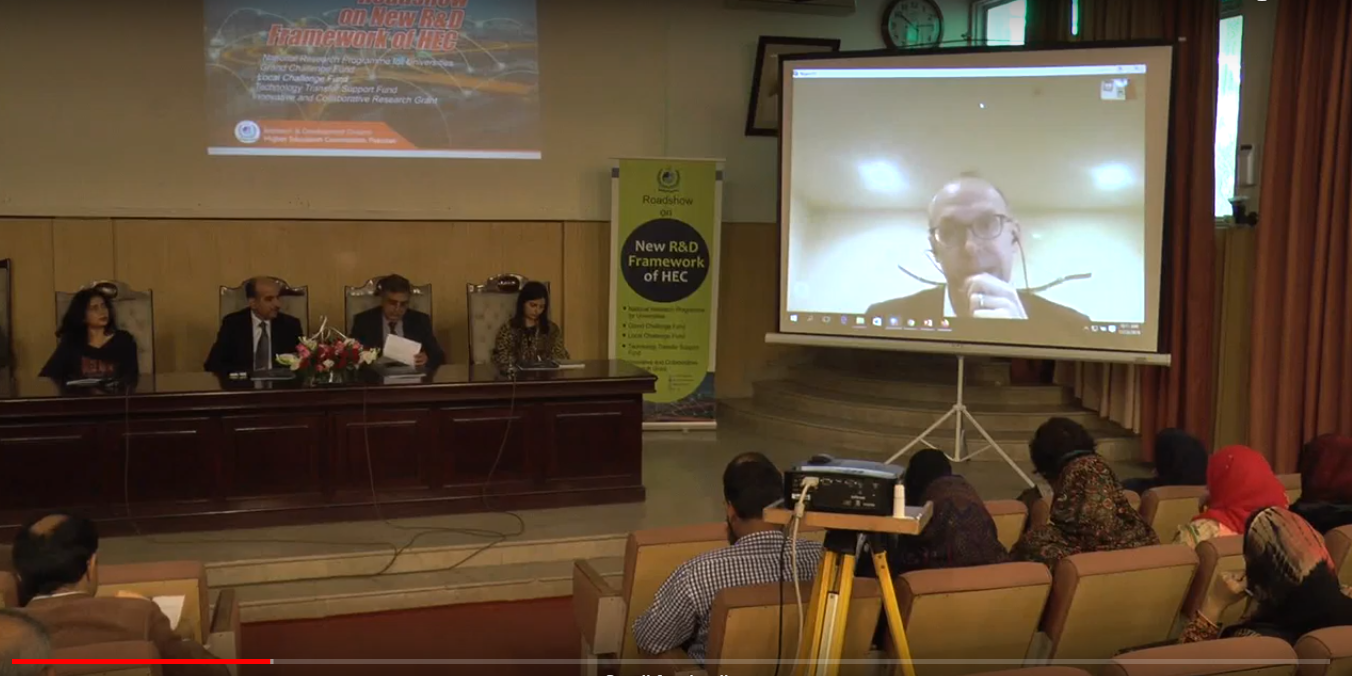 Roadshow
on New R&D
Framework of HEC
National Research Programme for Universities
Grand Challenge Fund
Local Challenge Fund
Technology Transfer Support Fund
Innovative and Collaborative Research Grant
Research & Development Division
Higher Education Commission, Pakistan
Roadshow
on
New R&D
Framework
of HEC
National Research Programme
for Universities
Grand Challenge Fund
Local Challenge Fund
Technology Transfer Support
Fund